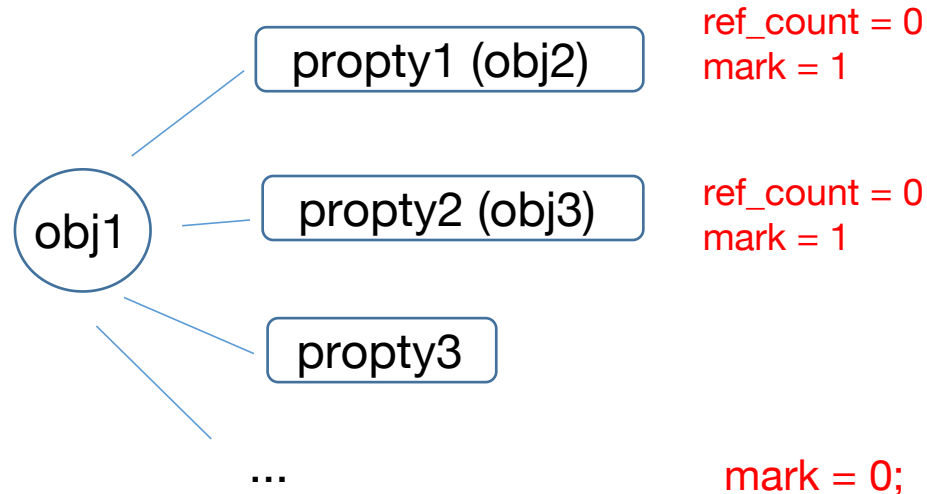 ref_count = 0
propty1 (obj2)
mark = 1
ref_count = 0
propty2 (obj3)
obj1
mark = 1
propty3
...
mark = 0;